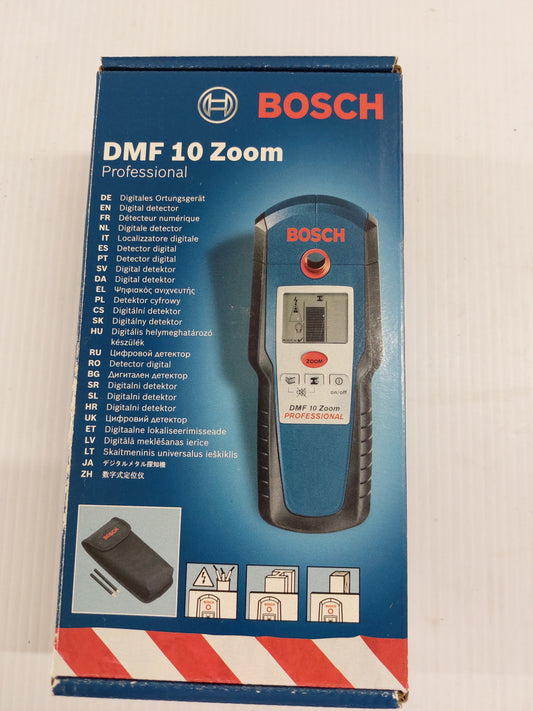 BOSCH
DMF 10 Zoom
Professional
DE Digitales Ortungsgerät
EN Digital detector
FR Détecteur numérique
NL Digitale detector
IT Localizzatore digitale
ES Detector digital
PT Detector digital
SV Digital detektor
DA Digital detektor
EL Ψηφιακός ανιχνευτής
PL Detektor cyfrowy
CS Digitální detektor
SK Digitálny detektor
HU Digitális helymeghatározó
készülék
RU Цифровой детектор
RO Detector digital
BG Дигитален детектор
SR Digitalni detektor
SL Digitalni detektor
HR Digitalni detektor
UK Цифровий детектор
ET Digitaalne lokaliseerimisseade
LV Digitālā meklēšanas ierīce
LT Skaitmeninis universalus ieškiklis
JA デジタルメタル探知機
ZH 数字式定位仪
BOSCH
ZOOM
on/off
DMF 10 Zoom
PROFESSIONAL